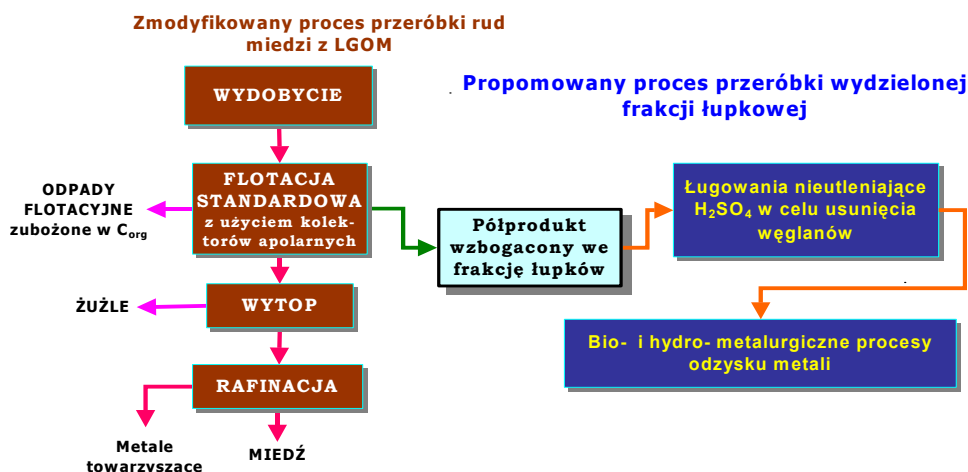 Zmodyfikowany proces przeróbki rud
miedzi z LGOM
Propomowany proces przeróbki wydzielonej
frakcji łupkowej
WYDOBYCIE
FLOTACJA
STANDARDOWA
z użyciem kolek-
torów apolarnych
ODPADY
FLOTACYJNE
zubożone w Corg
Półprodukt
wzbogacony we
frakcję łupków
Ługowania nieutleniające
H2SO4 w celu usunięcia
węglanów
ŻUŻLE
WYTOP
Bio- i hydro- metalurgiczne procesy
odzysku metali
RAFINACJA
Metale
towarzyszące
MIEDŹ